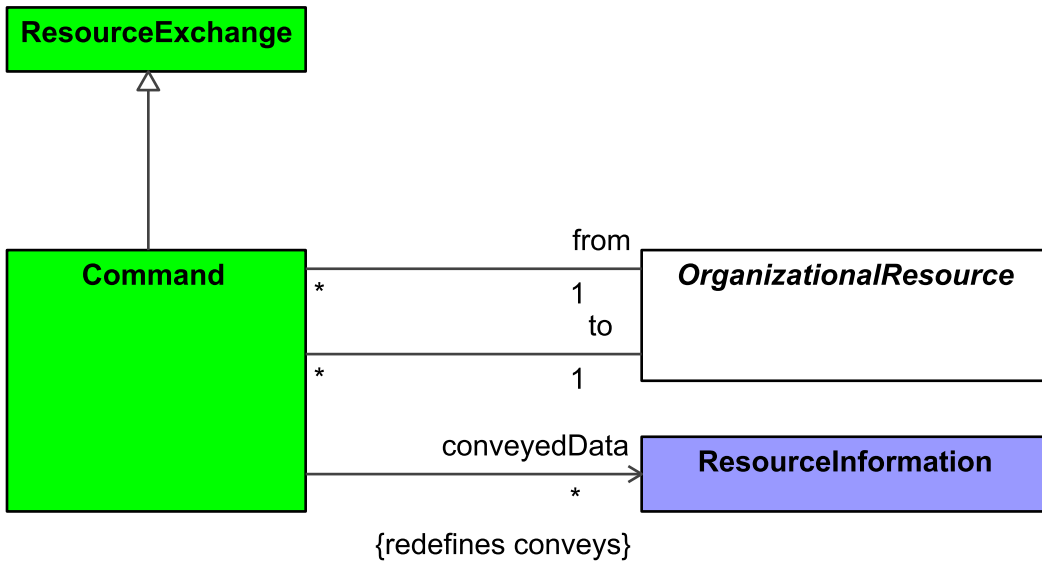 ResourceExchange
from
Command
OrganizationalResource
*
1
to
*
1
conveyedData
ResourceInformation
*
{redefines conveys}